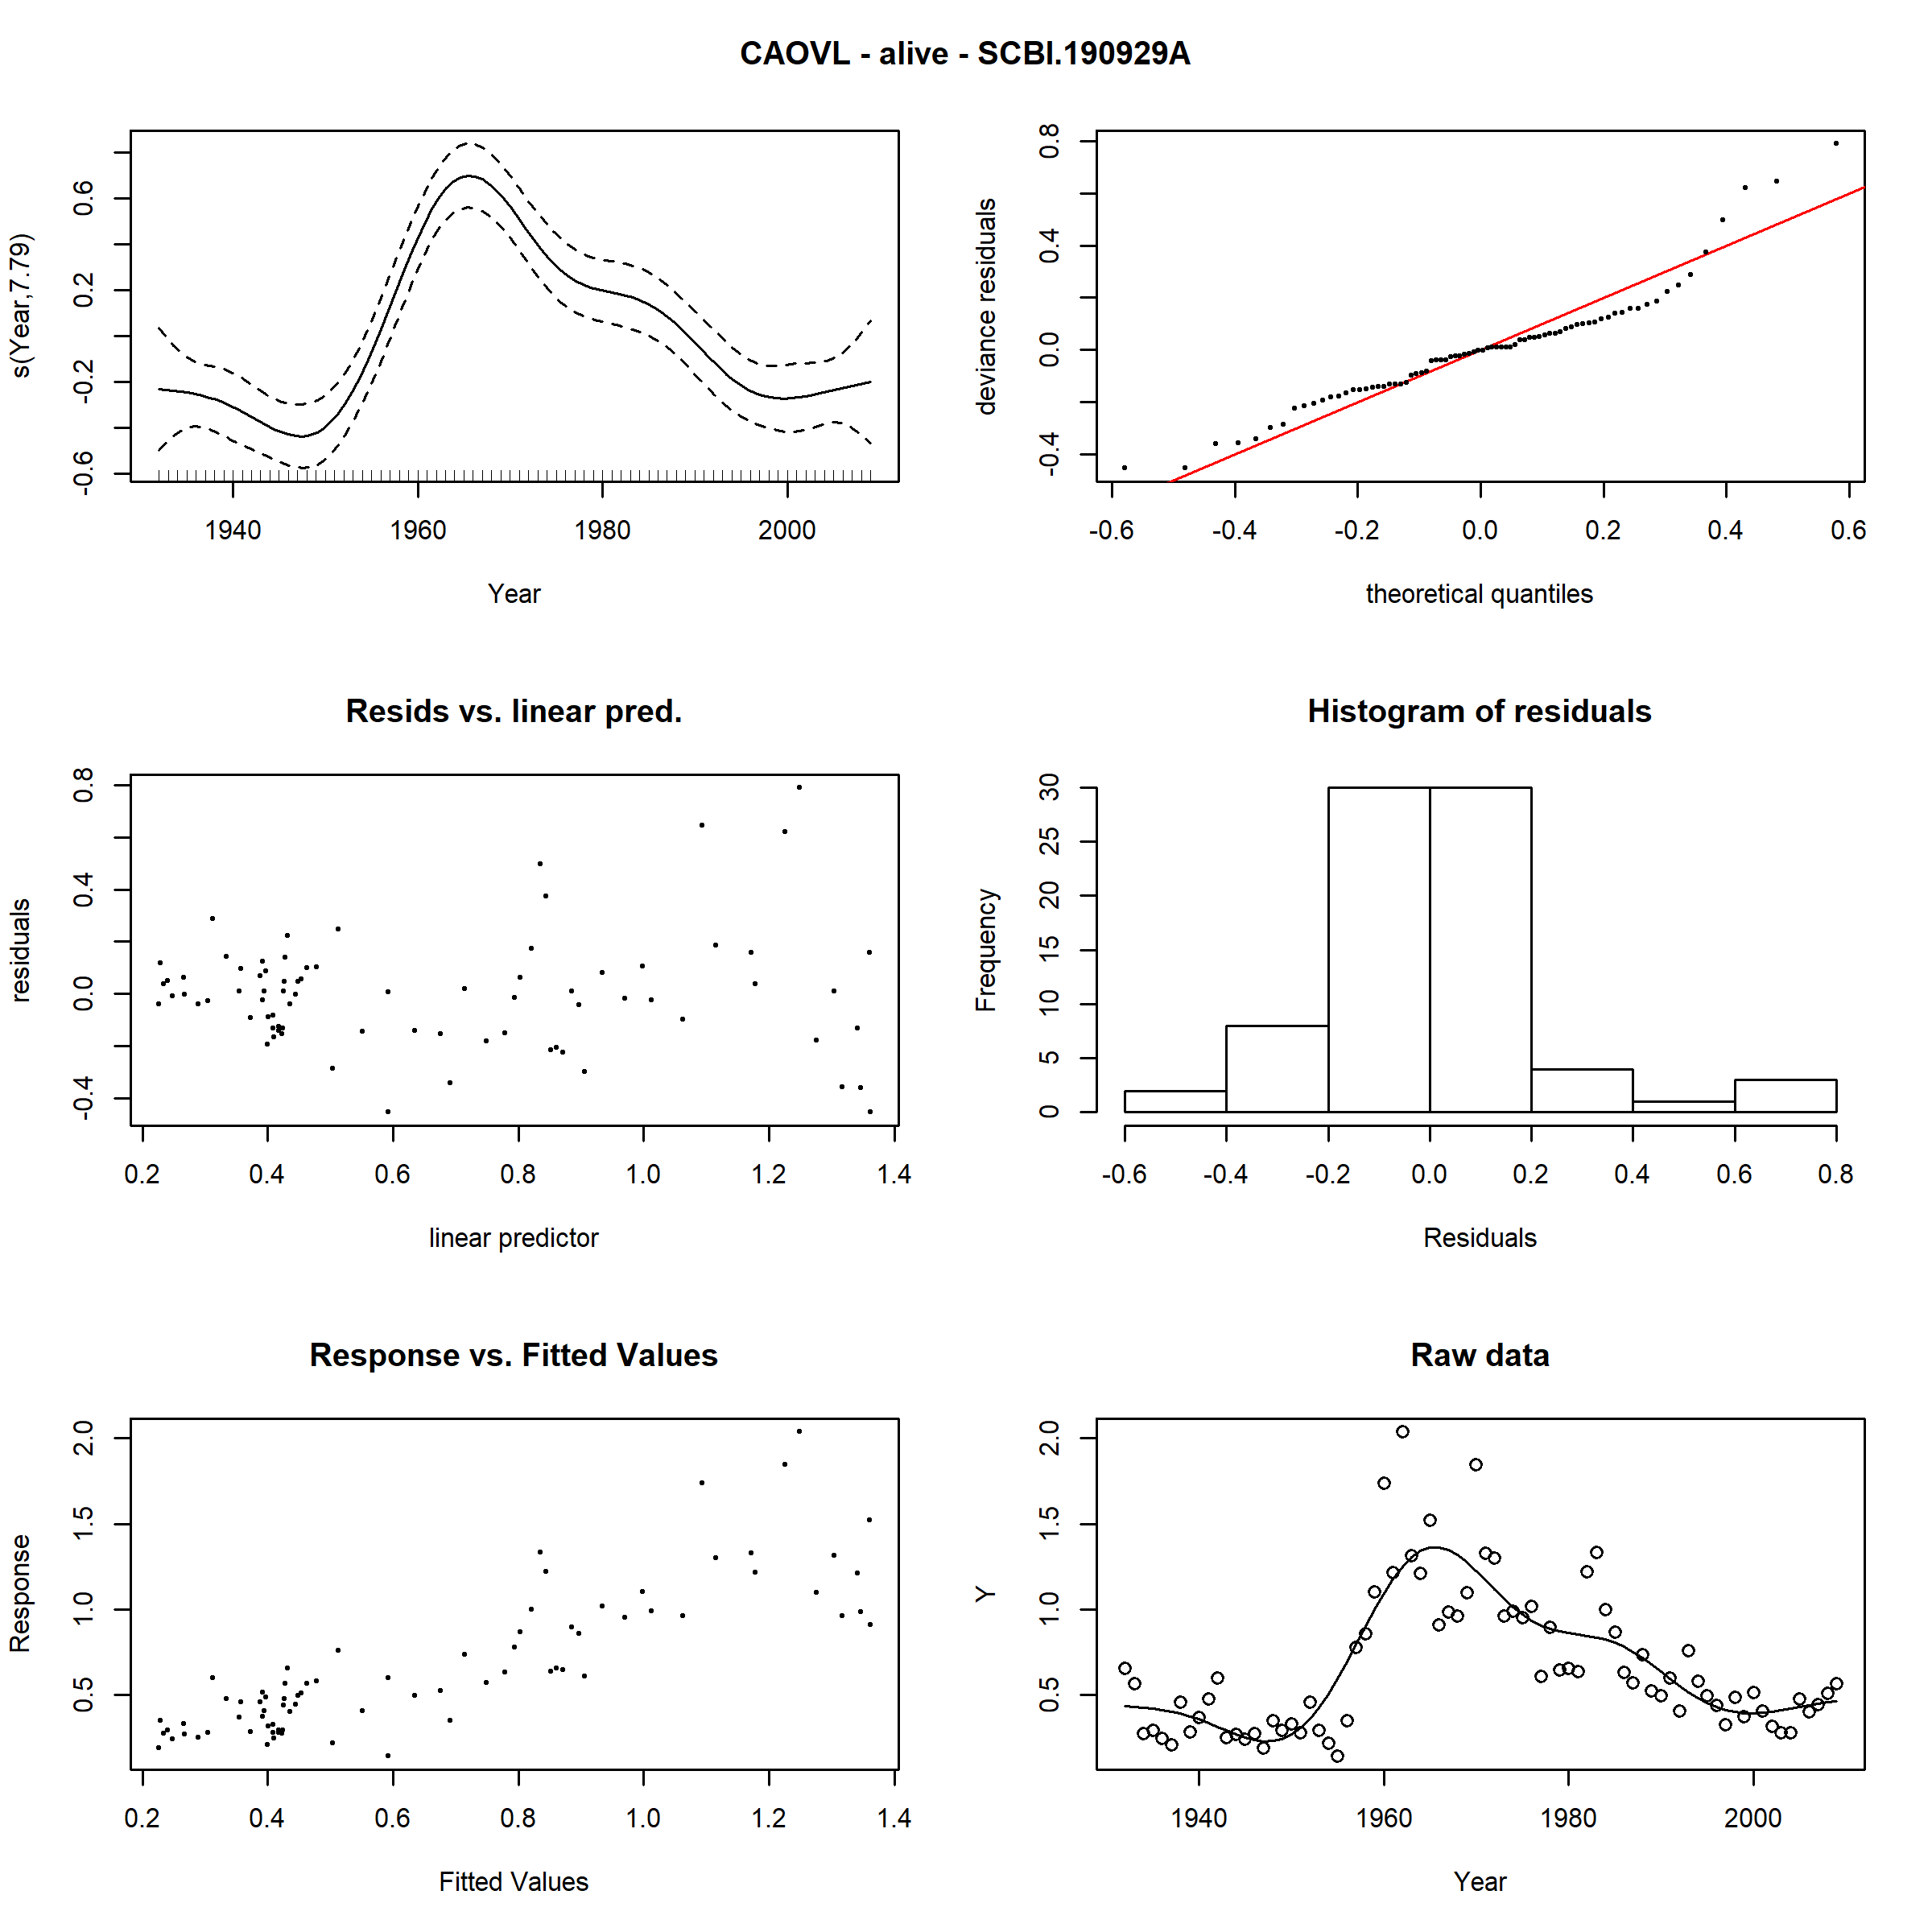 CAOVL - alive - SCBI.190929A
s(Year,7.79)
-0.6 -0.2 0.2 0.6
1940 1960 1980 2000
Year
deviance residuals
-0.4 0.0 0.4 0.8
-0.6 -0.4 -0.2 0.0 0.2 0.4 0.6
theoretical quantiles
Resids vs. linear pred.
residuals
-0.4 0.0 0.4 0.8
0.2 0.4 0.6 0.8 1.0 1.2 1.4
linear predictor
Histogram of residuals
Frequency
0 5 10 15 20 25 30
-0.6 -0.4 -0.2 0.0 0.2 0.4 0.6 0.8
Residuals
Response vs. Fitted Values
Response
0.5 1.0 1.5 2.0
0.2 0.4 0.6 0.8 1.0 1.2 1.4
Fitted Values
Raw data
Y
0.5 1.0 1.5 2.0
1940 1960 1980 2000
Year